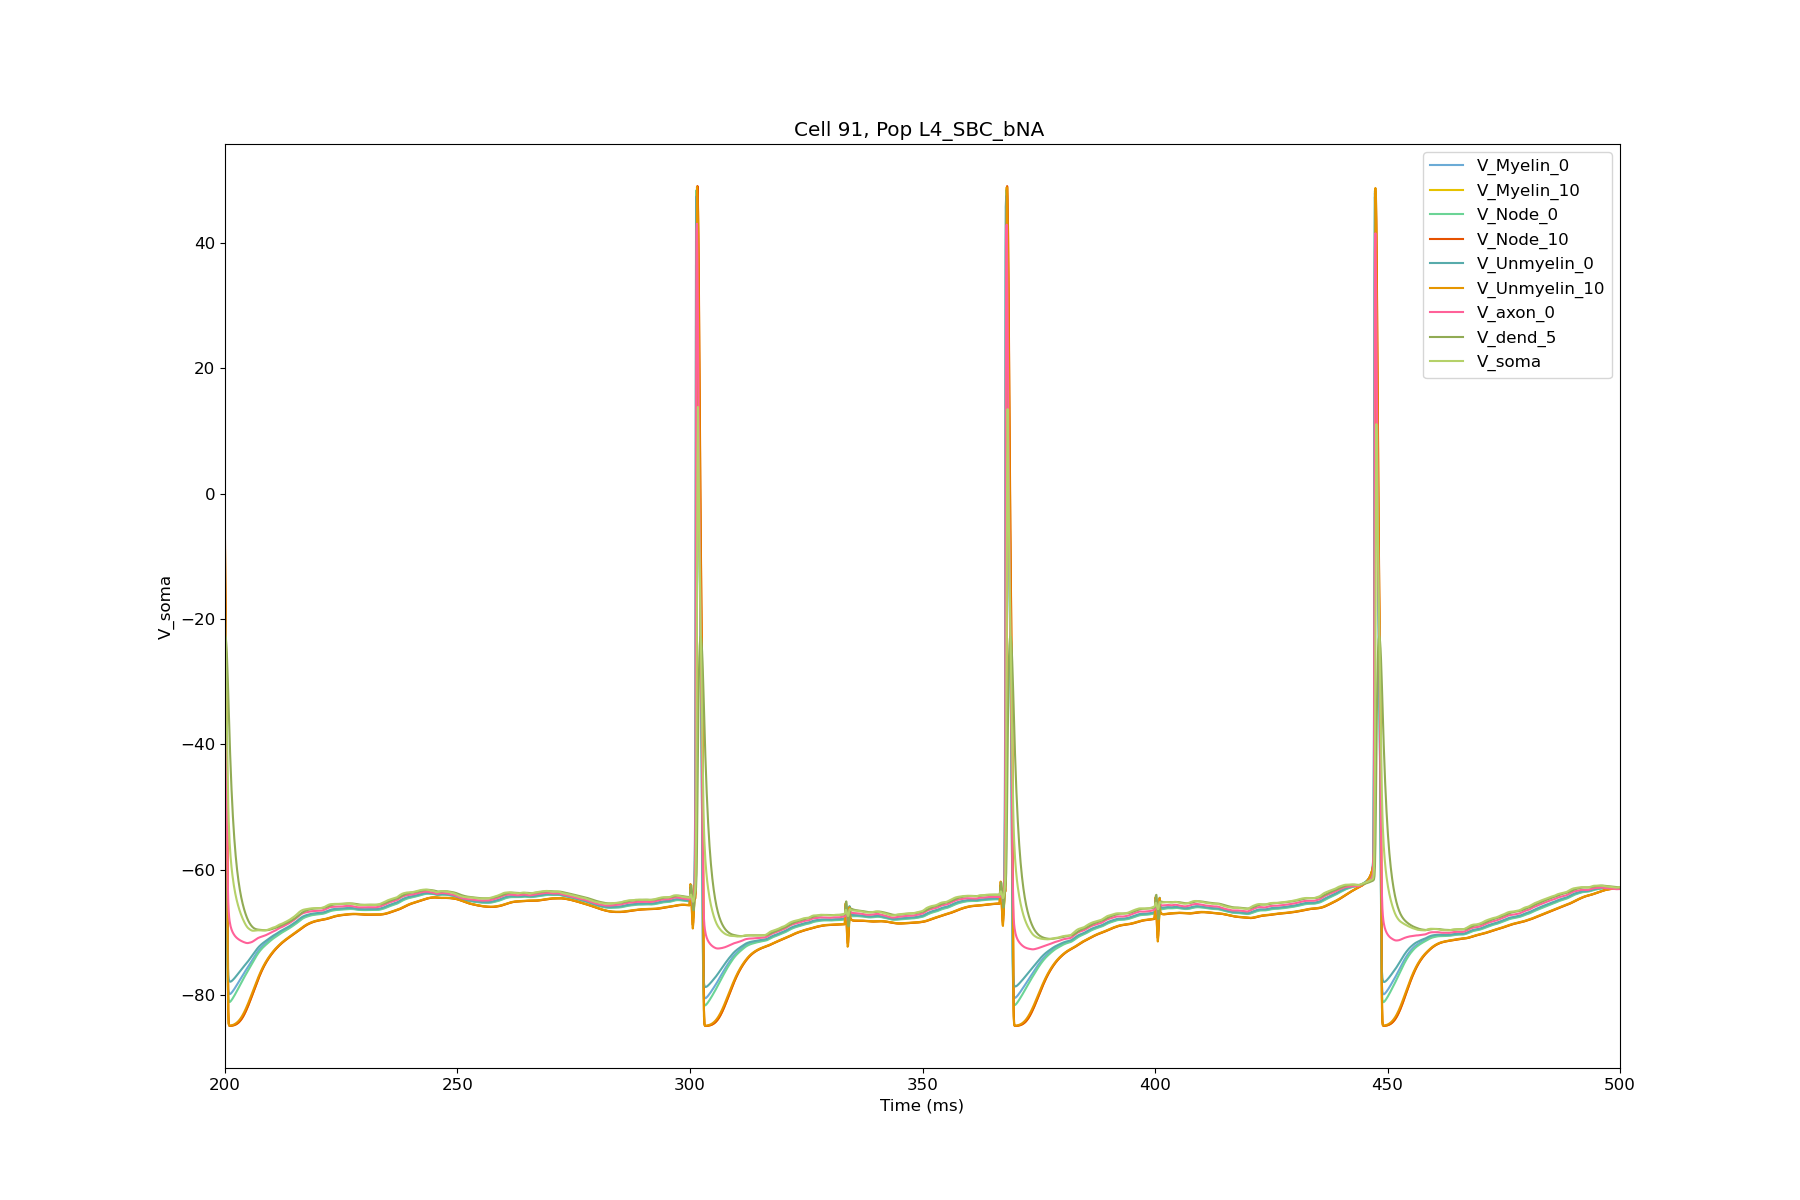 Cell 91, Pop L4_SBC_bNA
V_Myelin_0
V_Myelin_10
V_Node_0
V_Node_10
V_Unmyelin_0
V_Unmyelin_10
V_axon_0
V_dend_5
V_soma
V_soma
40
20
0
−20
−40
−60
−80
200 250 300 350 400 450 500
Time (ms)